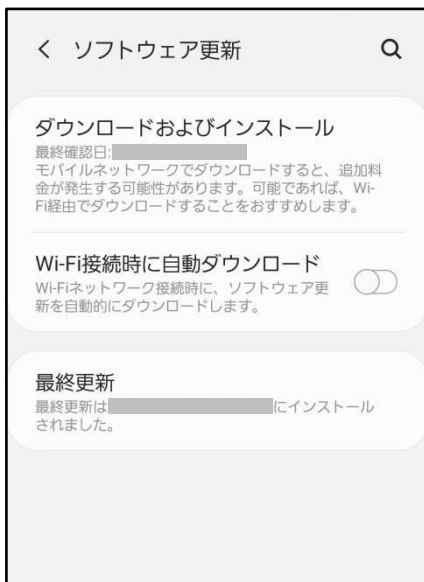 ソフトウェア更新
ダウンロードおよびインストール
最終確認日:
モバイルネットワークでダウンロードすると、追加料
金が発生する可能性があります。可能であれば、Wi-
Fi経由でダウンロードすることをおすすめします。
Wi-Fi接続時に自動ダウンロード
Wi-Fiネットワーク接続時に、ソフトウェア更
新を自動的にダウンロードします。
最終更新
最終更新は にインストール
されました。